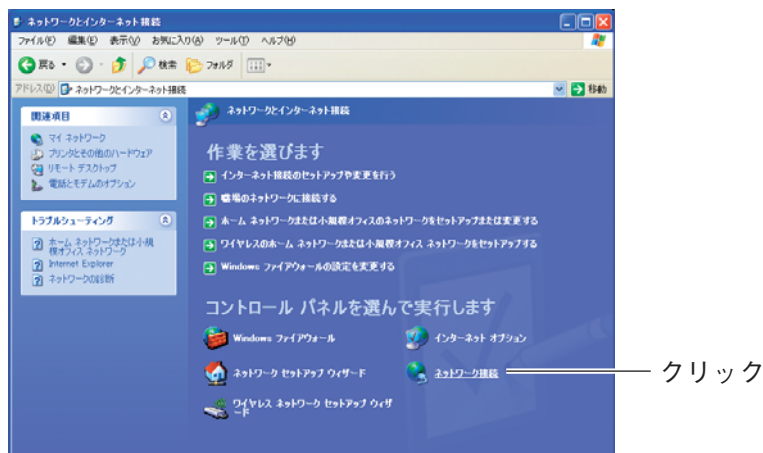 ネットワークとインターネット接続
ファイル(F) 編集(E) 表示(V) お気に入り(A) ツール(T) ヘルプ(H)
戻る 検索 フォルダ
アドレス(D) ネットワークとインターネット接続 移動
関連項目
マイ ネットワーク
プリンタとその他のハードウェア
リモート デスクトップ
電話とモデムのオプション
トラブルシューティング
ホーム ネットワークまたは小規
模オフィス ネットワーク
Internet Explorer
ネットワークの診断
ネットワークとインターネット接続
作業を選びます
インターネット接続のセットアップや変更を行う
職場のネットワークに接続する
ホーム ネットワークまたは小規模オフィスのネットワークをセットアップまたは変更する
ワイヤレスのホーム ネットワークまたは小規模オフィス ネットワークをセットアップする
Windows ファイアウォールの設定を変更する
コントロール パネルを選んで実行します
Windows ファイアウォール
インターネット オプション
ネットワーク セットアップ ウィザード
ネットワーク接続
ワイヤレス ネットワーク セットアップ ウィザ
ード
クリック